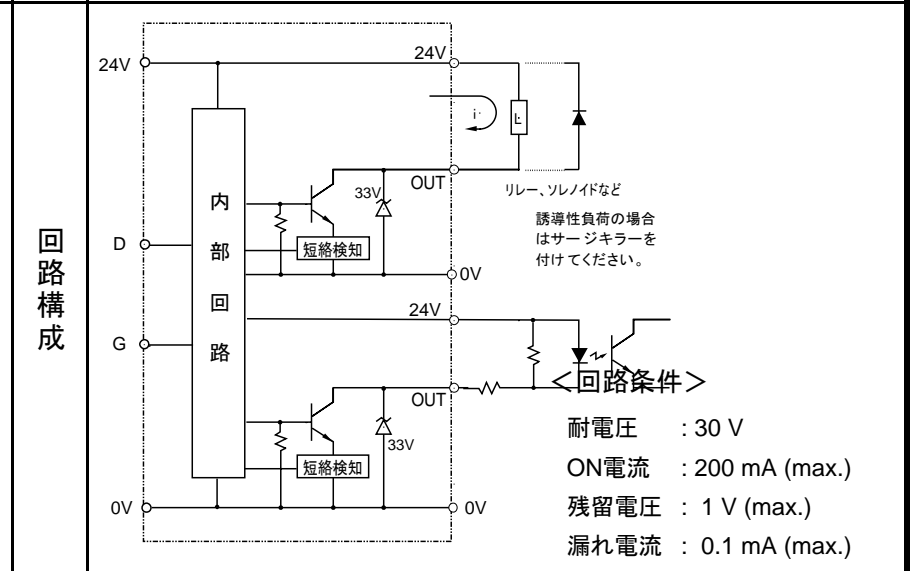 回路構成
24V
24V
i
L
内部回路
33V
OUT
リレー、ソレノイドなど
誘導性負荷の場合
はサージキラーを
付けてください。
D
短絡検知
0V
24V
G
OUT
33V
短絡検知
0V
0V
＜回路条件＞
耐電圧 : 30 V
ON電流 : 200 mA (max.)
残留電圧 : 1 V (max.)
漏れ電流 : 0.1 mA (max.)